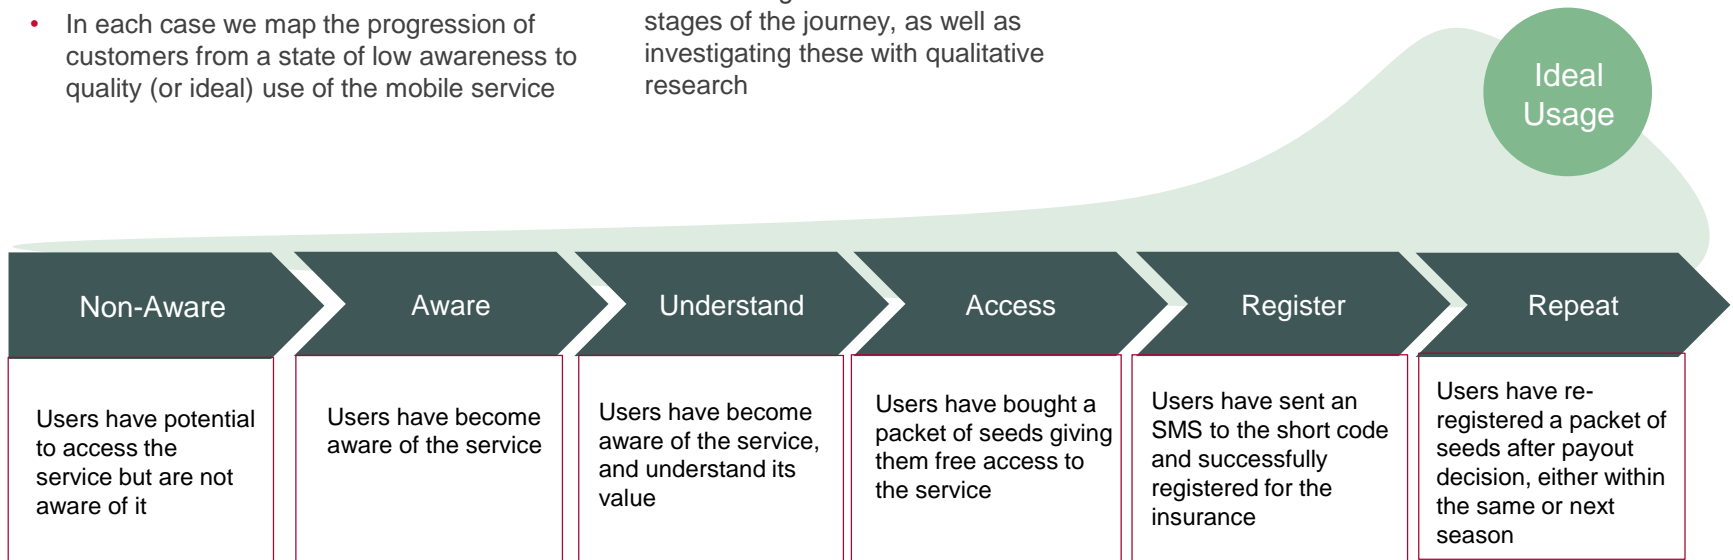 • In each case we map the progression of
customers from a state of low awareness to
quality (or ideal) use of the mobile service
stages of the journey, as well as
investigating these with qualitative
research
Ideal
Usage
Non-Aware
Aware
Understand
Access
Register
Repeat
Users have potential
to access the
service but are not
aware of it
Users have become
aware of the service
Users have become
aware of the service,
and understand its
value
Users have bought a
packet of seeds giving
them free access to
the service
Users have sent an
SMS to the short code
and successfully
registered for the
insurance
Users have re-
registered a packet of
seeds after payout
decision, either within
the same or next
season